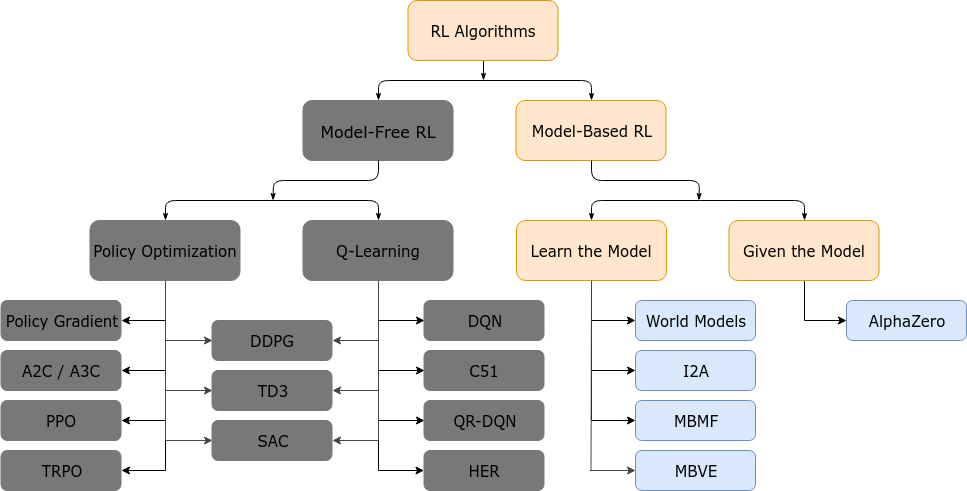 RL Algorithms
Model-Free RL
Model-Based RL
Policy Optimization
Q-Learning
Learn the Model
Given the Model
Policy Gradient
A2C / A3C
PPO
TRPO
DDPG
TD3
SAC
DQN
C51
QR-DQN
HER
World Models
I2A
MBMF
MBVE
AlphaZero